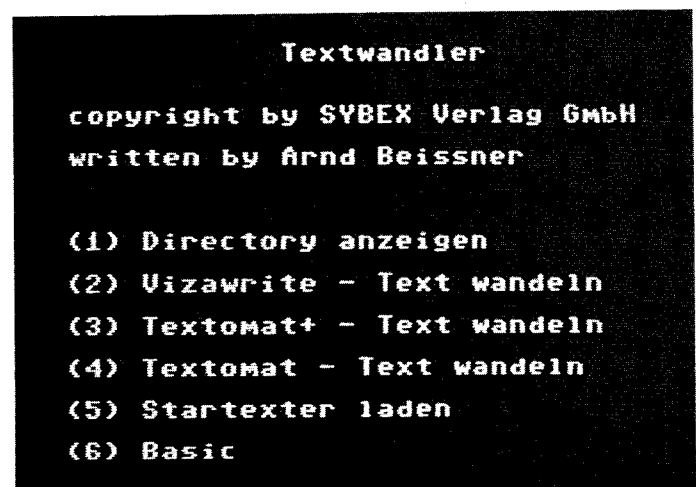 Textwandler
copyright by SYBEX Verlag GmbH
written by Arnd Beissner
(1) Directory anzeigen
(2) Vizawrite - Text wandeln
(3) Textomat+ - Text wandeln
(4) Textomat - Text wandeln
(5) Startexter laden
(6) Basic